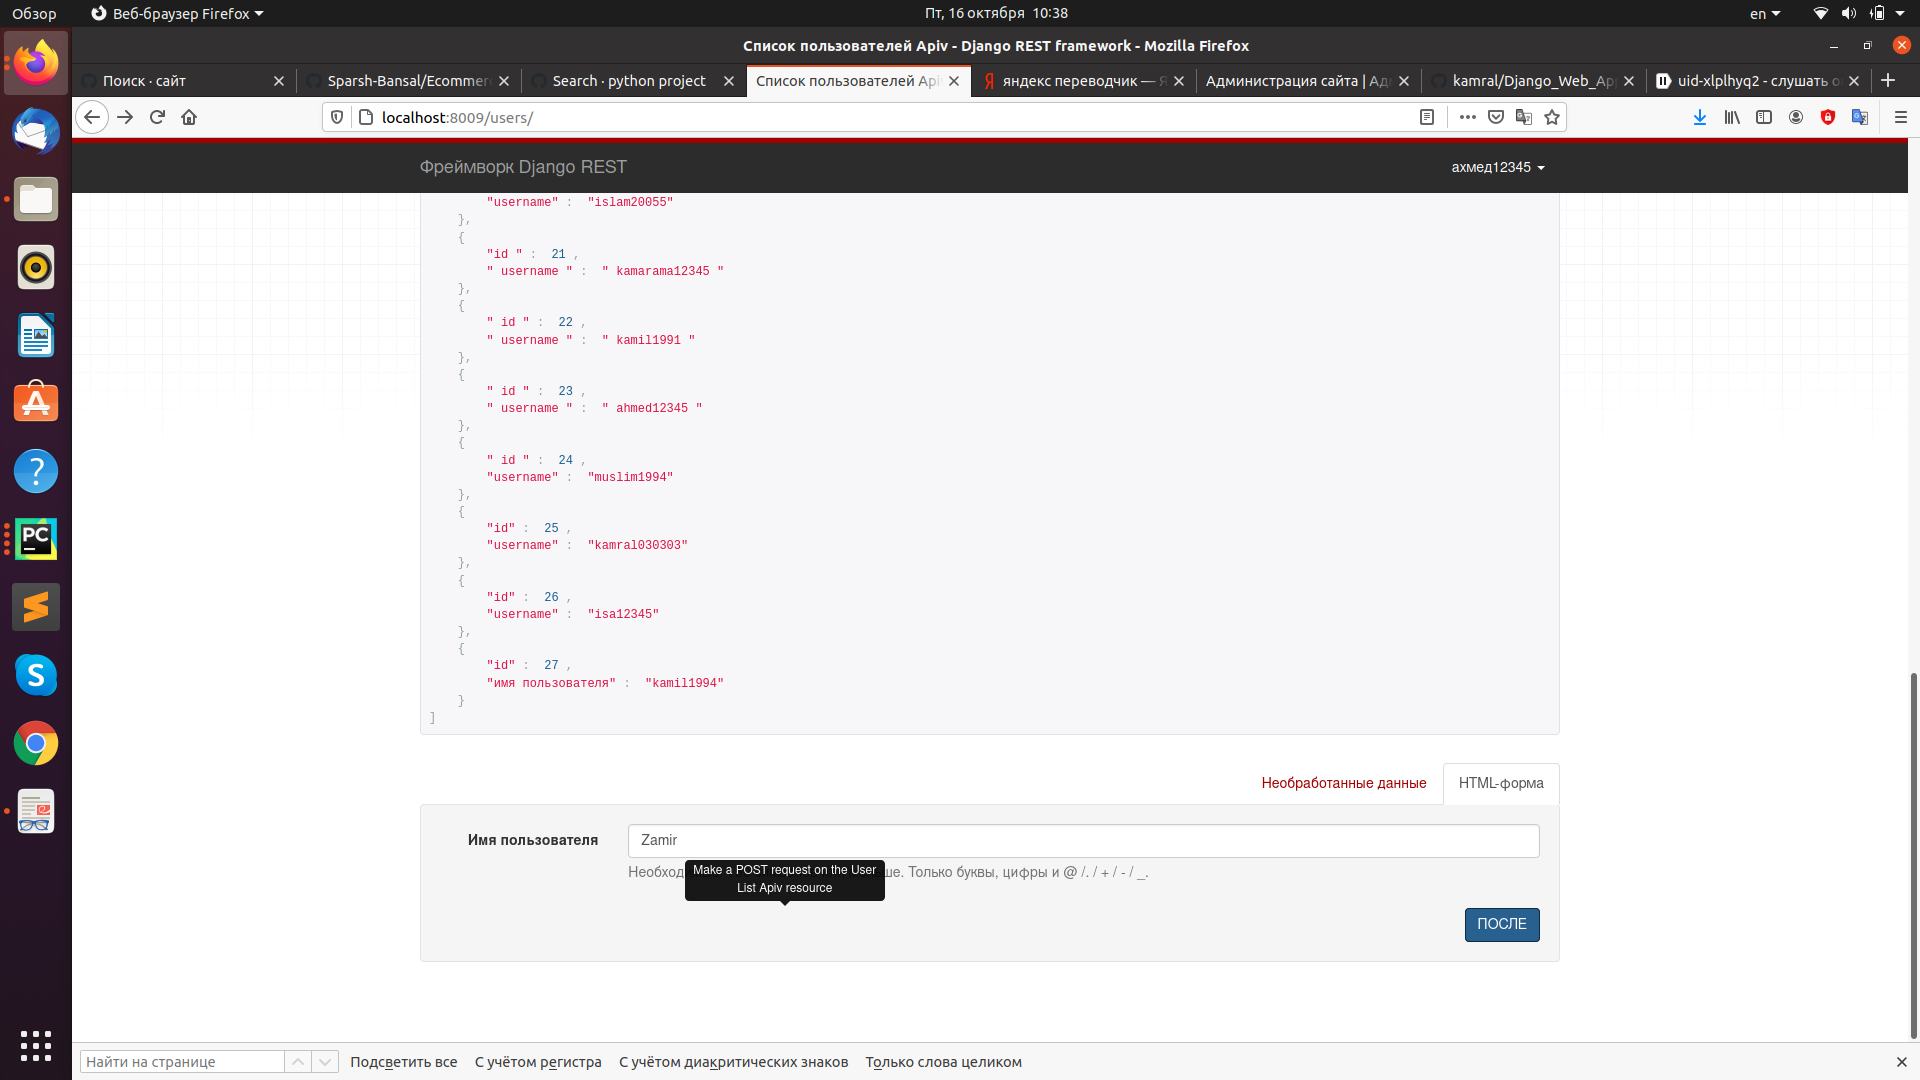 Обзор
Веб-браузер Firefox
Пт, 16 октября 10:38
en
Список пользователей Apiv - Django REST framework - Mozilla Firefox
Поиск · сайт
Sparsh-Bansal/Ecommer
Search · python project
Список пользователей Api
яндекс переводчик — Я
Администрация сайта | Ад
kamral/Django_Web_Ap
uid-xlplhyq2 - слушать о
localhost:8009/users/
Фреймворк Django REST
ахмед12345
"username" : "islam20055"
},
{
"id " : 21 ,
" username " : " kamarama12345 "
},
{
" id " : 22 ,
" username " : " kamil1991 "
},
{
" id " : 23 ,
" username " : " ahmed12345 "
},
{
" id " : 24 ,
"username" : "muslim1994"
},
{
"id" : 25 ,
"username" : "kamral030303"
},
{
"id" : 26 ,
"username" : "isa12345"
},
{
"id" : 27 ,
"имя пользователя" : "kamil1994"
}
]
Необработанные данные
HTML-форма
Имя пользователя
Zamir
Необход ше. Только буквы, цифры и @ /. / + / - / _.
Make a POST request on the User
List Apiv resource
ПОСЛЕ
Найти на странице
Подсветить все
С учётом регистра
С учётом диакритических знаков
Только слова целиком